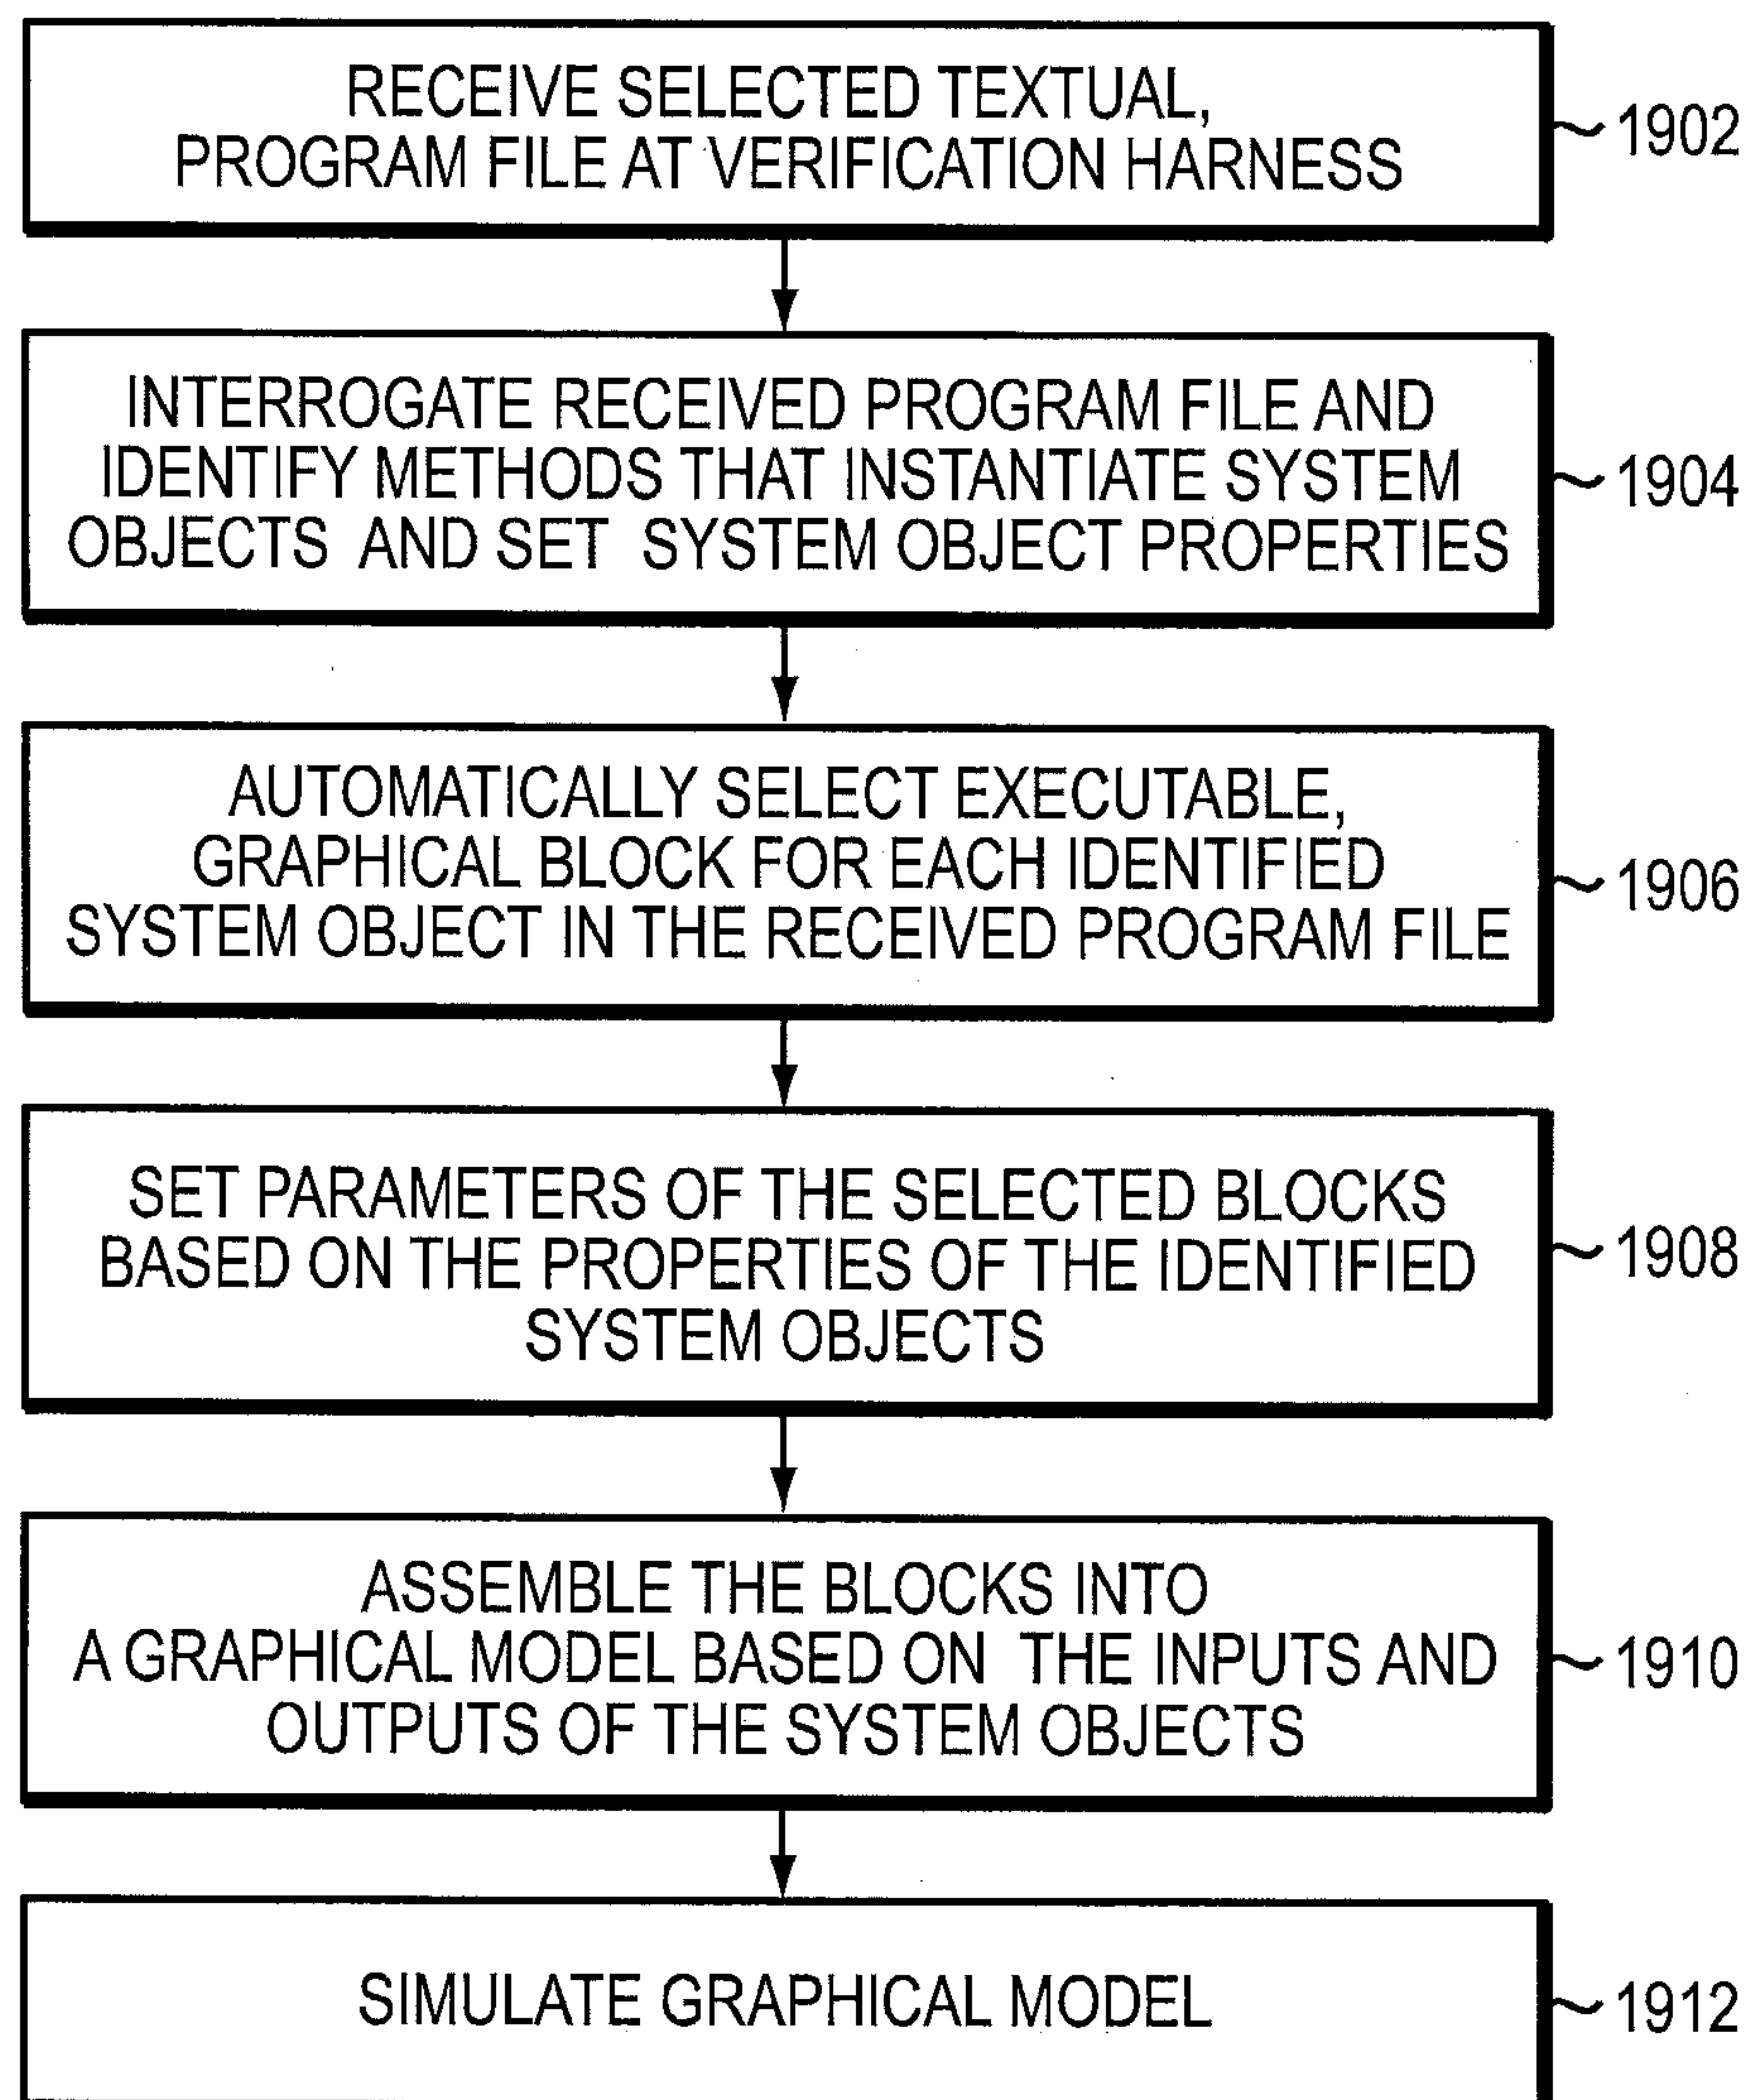 RECEIVE SELECTED TEXTUAL,
PROGRAM FILE AT VERIFICATION HARNESS
1902
INTERROGATE RECEIVED PROGRAM FILE AND
IDENTIFY METHODS THAT INSTANTIATE SYSTEM
OBJECTS AND SET SYSTEM OBJECT PROPERTIES
1904
AUTOMATICALLY SELECT EXECUTABLE,
GRAPHICAL BLOCK FOR EACH IDENTIFIED
SYSTEM OBJECT IN THE RECEIVED PROGRAM FILE
1906
SET PARAMETERS OF THE SELECTED BLOCKS
BASED ON THE PROPERTIES OF THE IDENTIFIED
SYSTEM OBJECTS
1908
ASSEMBLE THE BLOCKS INTO
A GRAPHICAL MODEL BASED ON THE INPUTS AND
OUTPUTS OF THE SYSTEM OBJECTS
1910
SIMULATE GRAPHICAL MODEL
1912